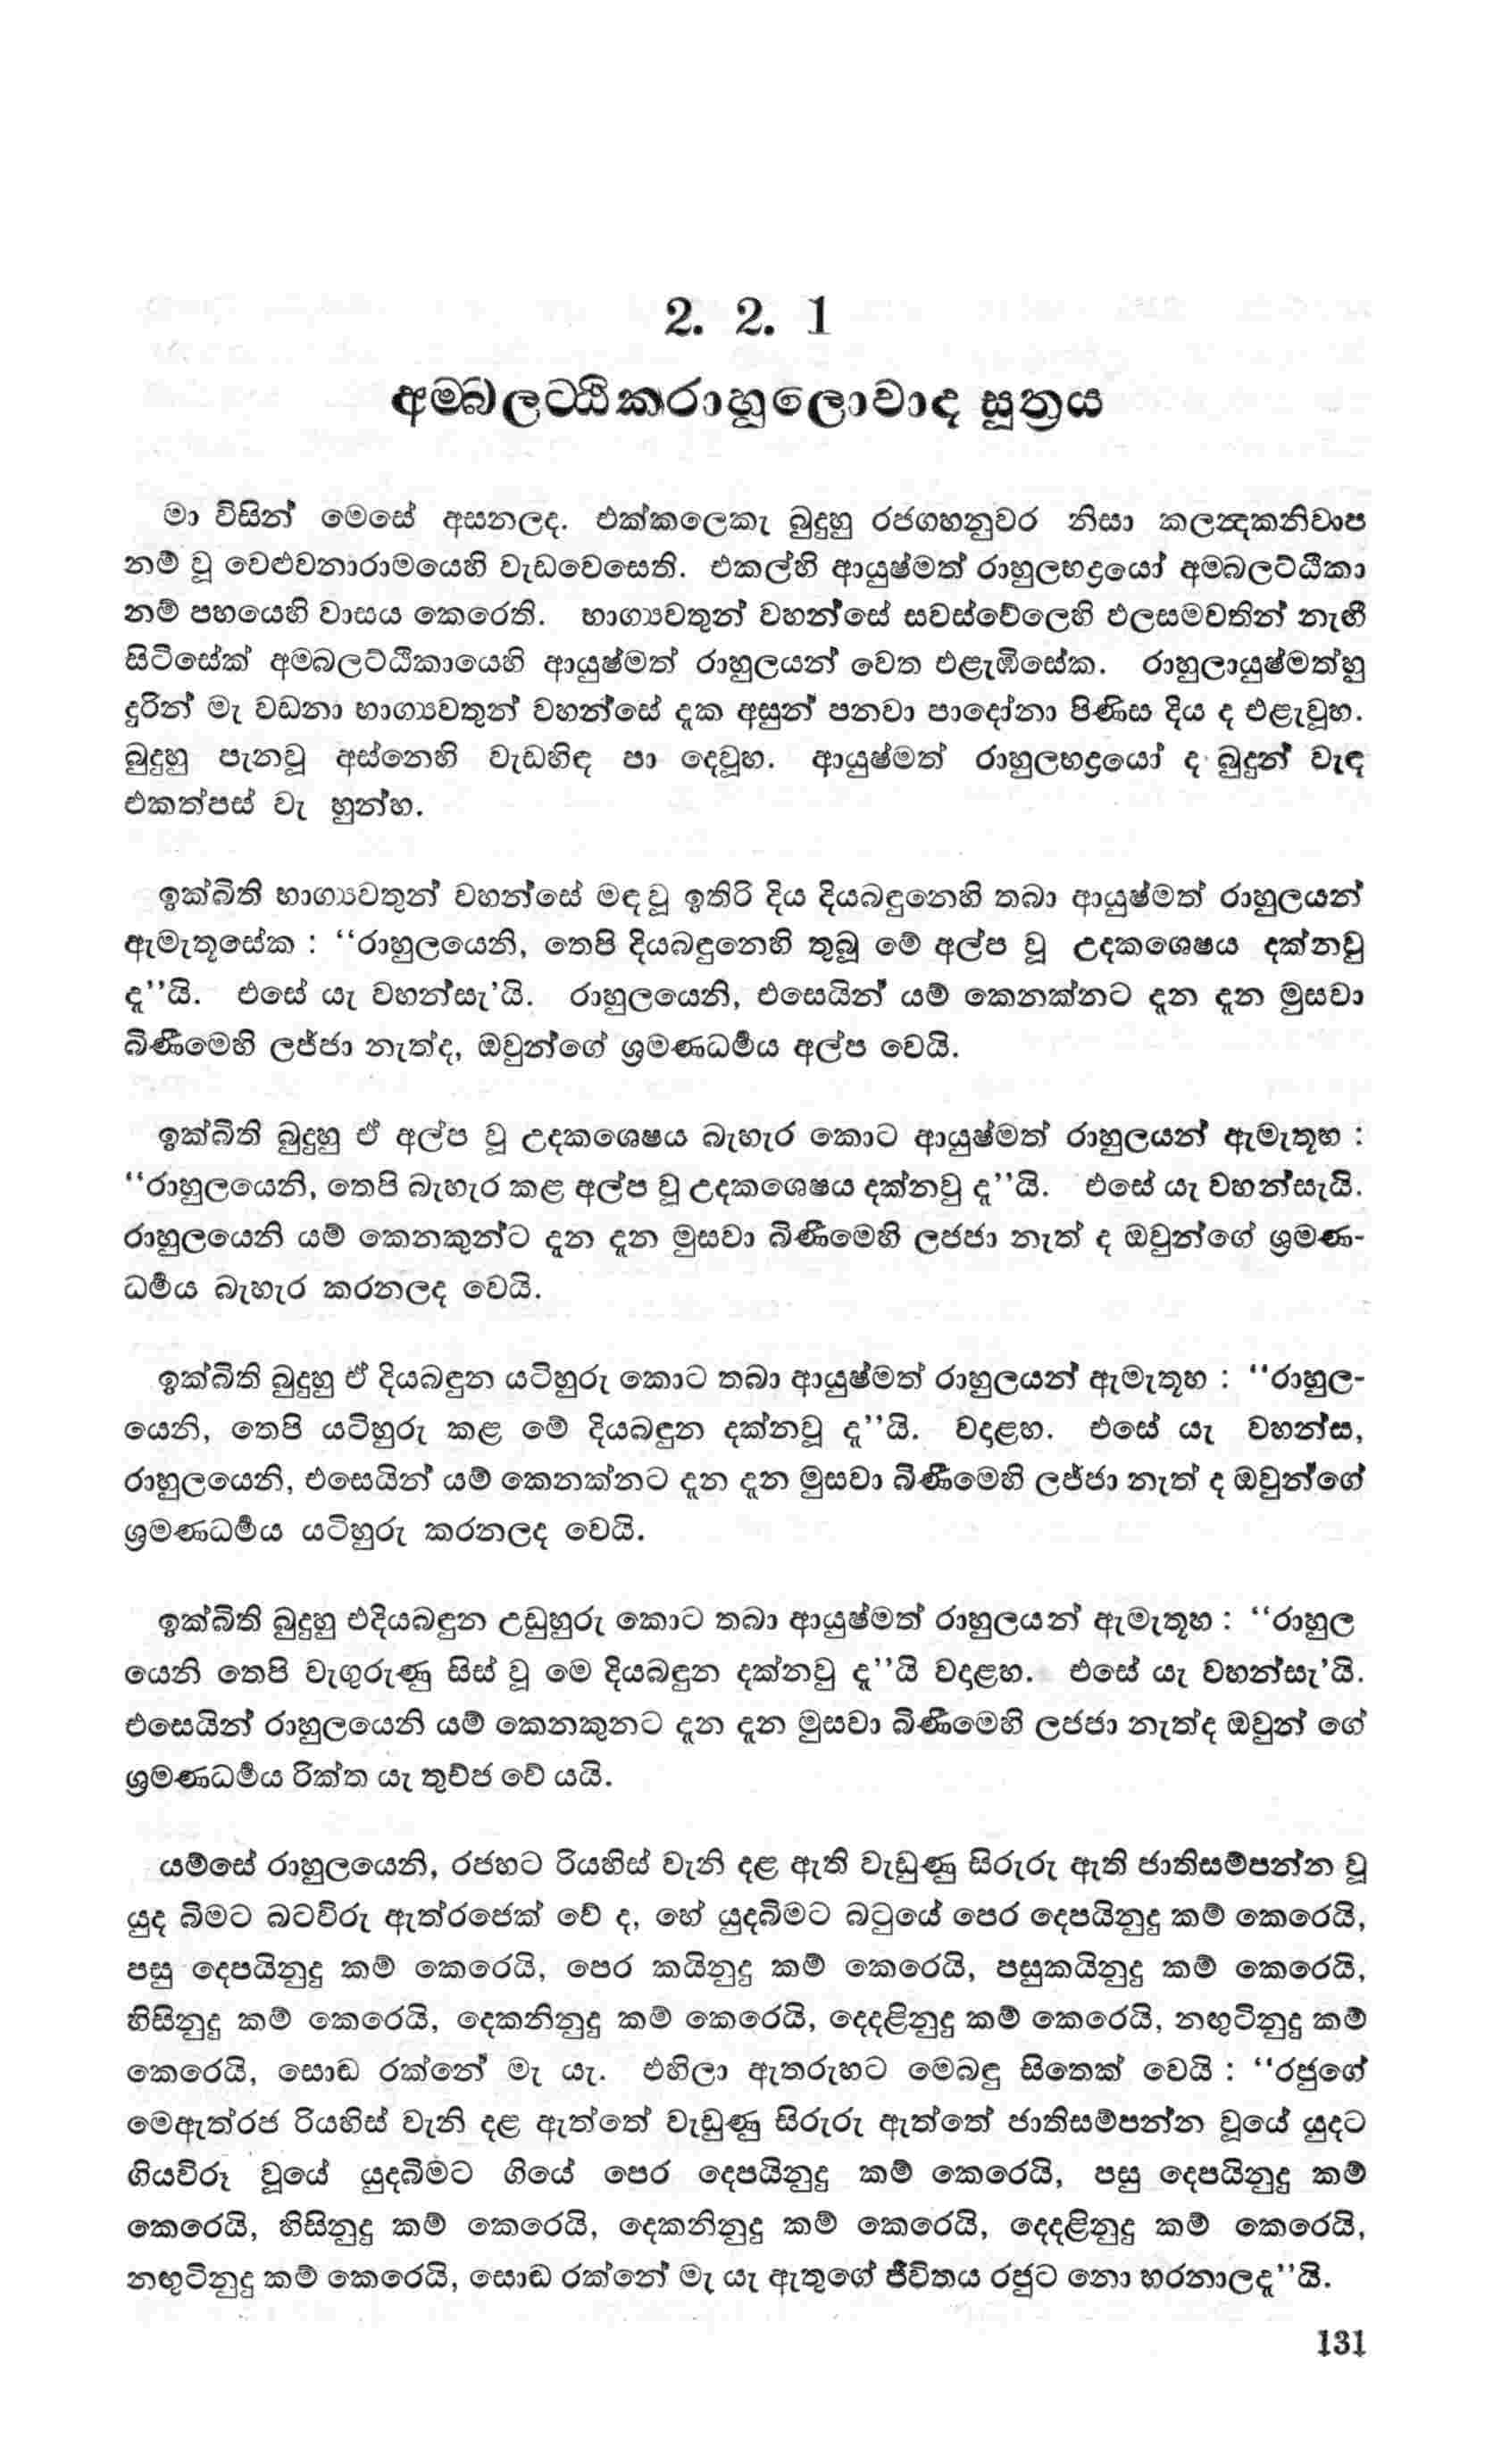 2. 2. 1
අම්බලට්ඨිකරාහුලොවාද සූත්‍රය
මා විසින් මෙසේ අසනලද. එක්කලෙකැ බුදුහු රජගහනුවර නිසා කලන්‍දකනිවාප
නම් වූ වෙළුවනාරාමයෙහි වැඩවෙසෙති. එකල්හි ආයුෂ්මත් රාහුලභද්‍රයෝ අම‍බලට්ඨිකා
නම් පහයෙහි වාසය කෙරෙති. භාග්‍යවතුන් වහන්සේ සවස්වේලෙහි ඵලසමවතින් නැඟී
සිටිසේක් අම‍බලට්ඨිකායෙහි ආයුෂ්මත් රාහුලයන් වෙත එළැඹිසේක. රාහුලායුෂ්මත්හු
දුරින් මැ වඩනා භාග්‍යවතුන් වහන්සේ දැක අසුන් පනවා පාදෝනා පිණිස දිය ද එළැවූහ.
බුදුහු පැනවූ අස්නෙහි වැඩහිඳ පා දෙවූහ. ආයුෂ්මත් රාහුලභද්‍රයෝ ද බුදුන් වැඳ
එකත්පස් වැ හුන්හ.
ඉක්බිති භාග්‍යවතුන් වහන්සේ මඳ වූ ඉතිරි දිය දියබඳුනෙහි තබා ආයුෂ්මත් රාහුලයන්
ඇමැතූසේක : “රාහුලයෙනි, තෙපි දියබඳුනෙහි තුබූ මේ අල්ප වූ උදකශෙෂය දක්නවු
දැ”යි. එසේ යැ වහන්සැ’යි. රාහුලයෙනි, එසෙයින් යම් කෙනක්නට දැන දැන මුසවා
බිණීමෙහි ලජ්ජා නැත්ද, ඔවුන්ගේ ශ්‍රමණධර්‍මය අල්ප වෙයි.
ඉක්බිති බුදුහු ඒ අල්ප වූ උදකශෙෂය බැහැර කොට ආයුෂ්මත් රාහුලයන් ඇමැතූහ :
“රාහුලයෙනි, තෙපි බැහැර කළ අල්ප වූ උදකශෙෂය දක්නවු දැ”යි. එසේ යැ වහන්සැයි.
රාහුලයෙනි යම් කෙනකුන්ට දැන දැන මුසවා බිණීමෙහි ලජජා නැත් ද ඔවුන්ගේ ශ්‍රමණ-
ධර්‍මය බැහැර කරනලද වෙයි.
ඉක්බිති බුදුහු ඒ දියබඳුන යටිහුරු කොට තබා ආයුෂ්මත් රාහුලයන් ඇමැතූහ : “රාහුල-
යෙනි, තෙපි යටිහුරු කළ මේ දියබඳුන දක්නවූ දැ”යි. වදාළහ. එසේ යැ වහන්ස,
රාහුලයෙනි, එසෙයින් යම් කෙනක්නට දැන දැන මුසවා බිණීමෙහි ලජ්ජා නැත් ද ඔවුන්ගේ
ශ්‍රමණධර්‍මය යටිහුරු කරනලද වෙයි.
ඉක්බිති බුදුහු එදියබඳුන උඩුහුරු කොට තබා ආයුෂ්මත් රාහුලයන් ඇමැතූහ : “රාහුල
යෙනි තෙපි වැගුරුණු සිස් වූ මෙ දියබඳුන දක්නවු දැ”යි වදාළහ. එසේ යැ වහන්සැ’යි.
එසෙයින් රාහුලයෙනි යම් කෙනකුනට දැන දැන මුසවා බිණීමෙහි ලජජා නැත්ද ඔවුන් ගේ
ශ්‍රමණධර්‍මය රික්ත යැ තුච්ඡ වේ යයි.
යම්සේ රාහුලයෙනි, රජහට රියහිස් වැනි දළ ඇති වැඩුණු සිරුරු ඇති ජාතිසම්පන්න වූ
යුද බිමට බටවිරූ ඇත්රජෙක් වේ ද, හේ යුදබිමට බටුයේ පෙර දෙපයිනුදු කම් කෙරෙයි,
පසු දෙපයිනුදු කම් කෙරෙයි, පෙර කයිනුදු කම් කෙරෙයි, පසුකයිනුදු කම් කෙරෙයි,
හිසිනුදු කම් කෙරෙයි, දෙකනිනුදු කම් කෙරෙයි, දෙදළිනුදු කම් කෙරෙයි, නඟුටිනුදු කම්
කෙරෙයි, සොඬ රක්නේ මැ යැ. එහිලා ඇතරුහට මෙබඳු සිතෙක් වෙයි : “රජුගේ
මෙඇත්රජ රියහිස් වැනි දළ ඇත්තේ වැඩුණු සිරුරු ඇත්තේ ජාතිසම්පන්න වූයේ යුදට
ගියවිරූ වූයේ යුදබිමට ගියේ පෙර දෙපයිනුදු කම් කෙරෙයි, පසු දෙපයිනුදු කම්
කෙරෙයි, හිසිනුදු කම් කෙරෙයි, දෙකනිනුදු කම් කෙරෙයි, දෙදළිනුදු කම් කෙරෙයි,
නඟුටිනුදු කම් කෙරෙයි, සොඬ රක්නේ මැ යැ ඇතුගේ ජීවිතය රජුට නො හරනාලදැ”යි.
131